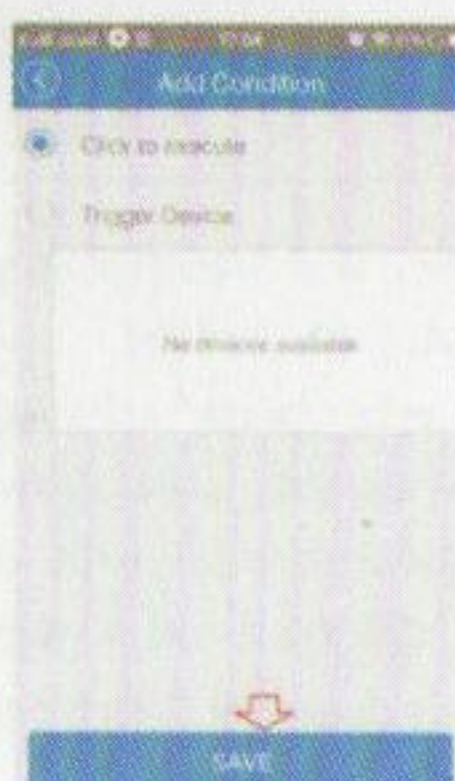 Add Condition
Click to execute
Trigger Device
No devices available
SAVE